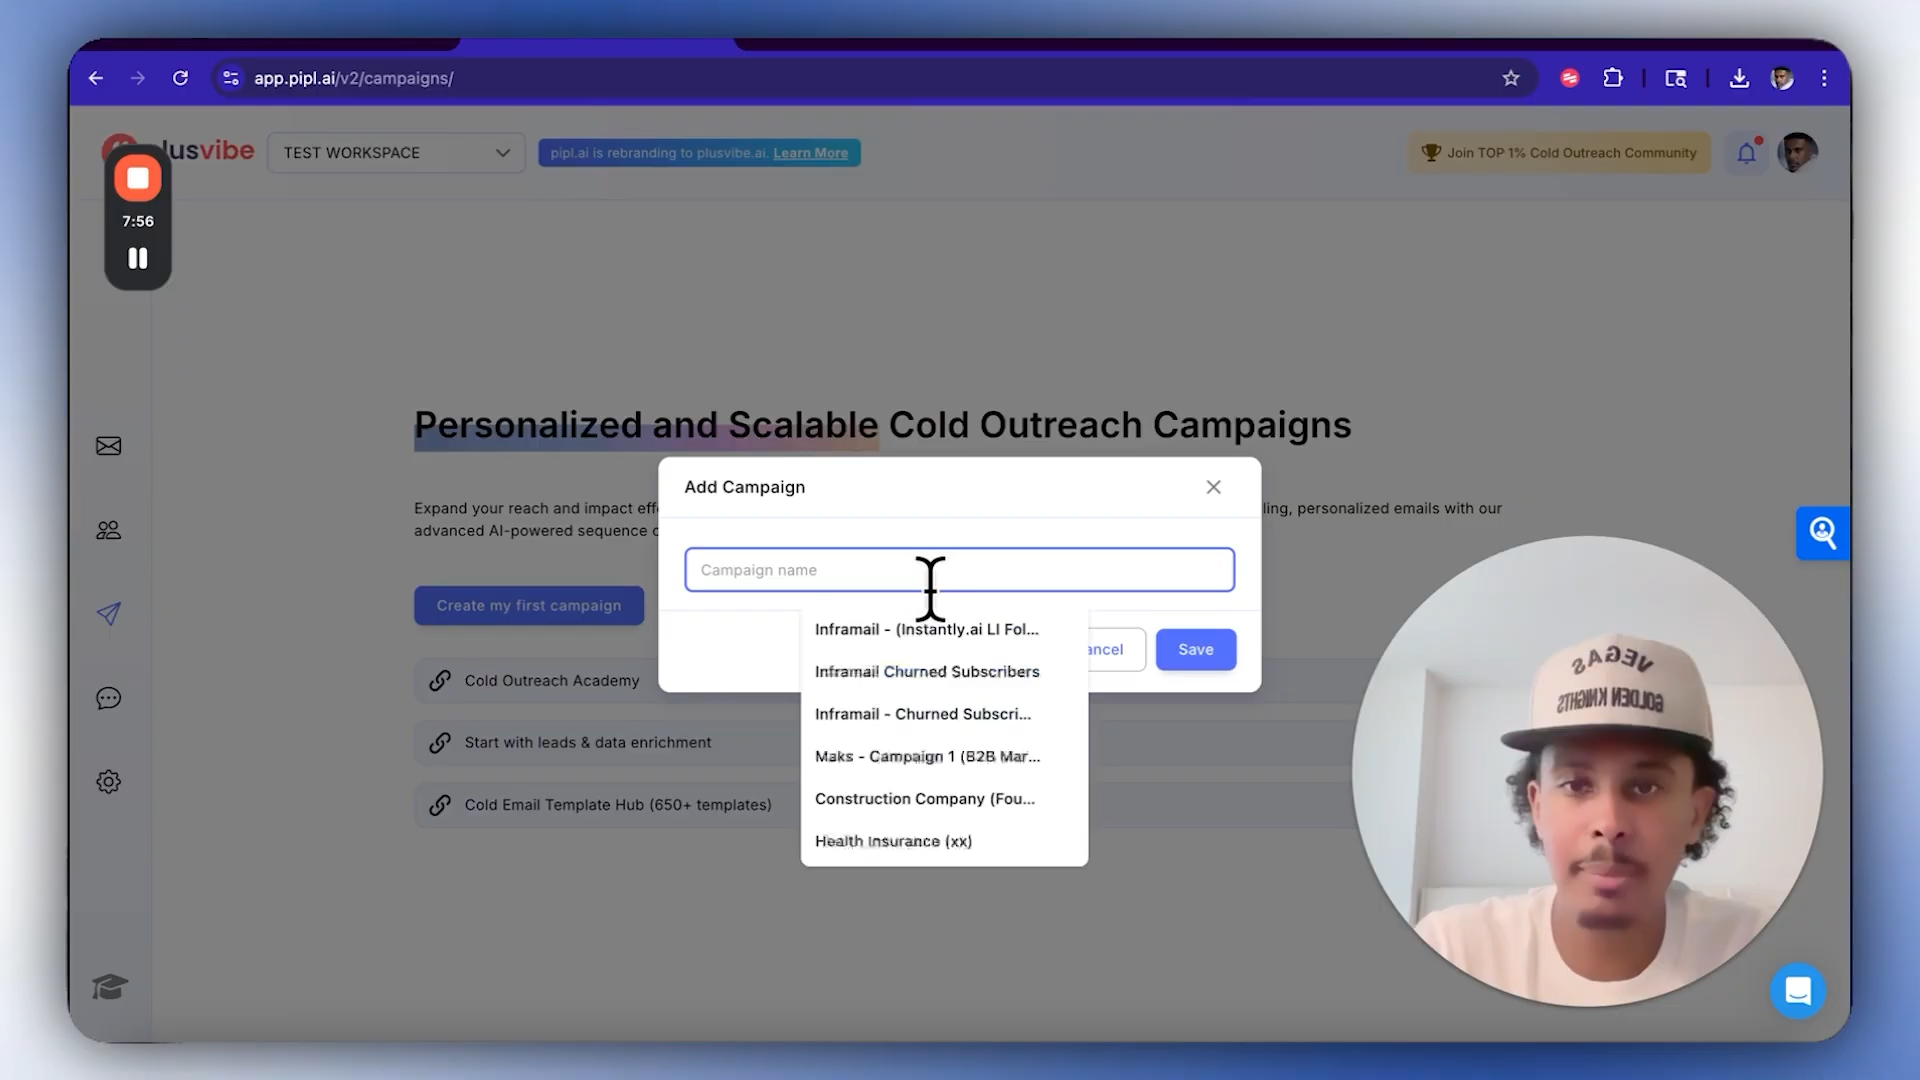 app.pipl.ai/v2/campaigns/
lusvibe
TEST WORKSPACE
pipl.ai is rebranding to plusvibe.ai. Learn More
Join TOP 1% Cold Outreach Community
7:56
Personalized and Scalable Cold Outreach Campaigns
Add Campaign
Expand your reach and impact eff
ling, personalized emails with our
advanced AI-powered sequence c
Campaign name
Create my first campaign
Inframail - (Instantly.ai LI Fol...
Inframail Churned Subscribers
Inframail - Churned Subscri...
Maks - Campaign 1 (B2B Mar...
Construction Company (Fou...
Health Insurance (xx)
ancel
Save
Cold Outreach Academy
Start with leads & data enrichment
Cold Email Template Hub (650+ templates)
VEGAS
GOLDEN KNIGHTS